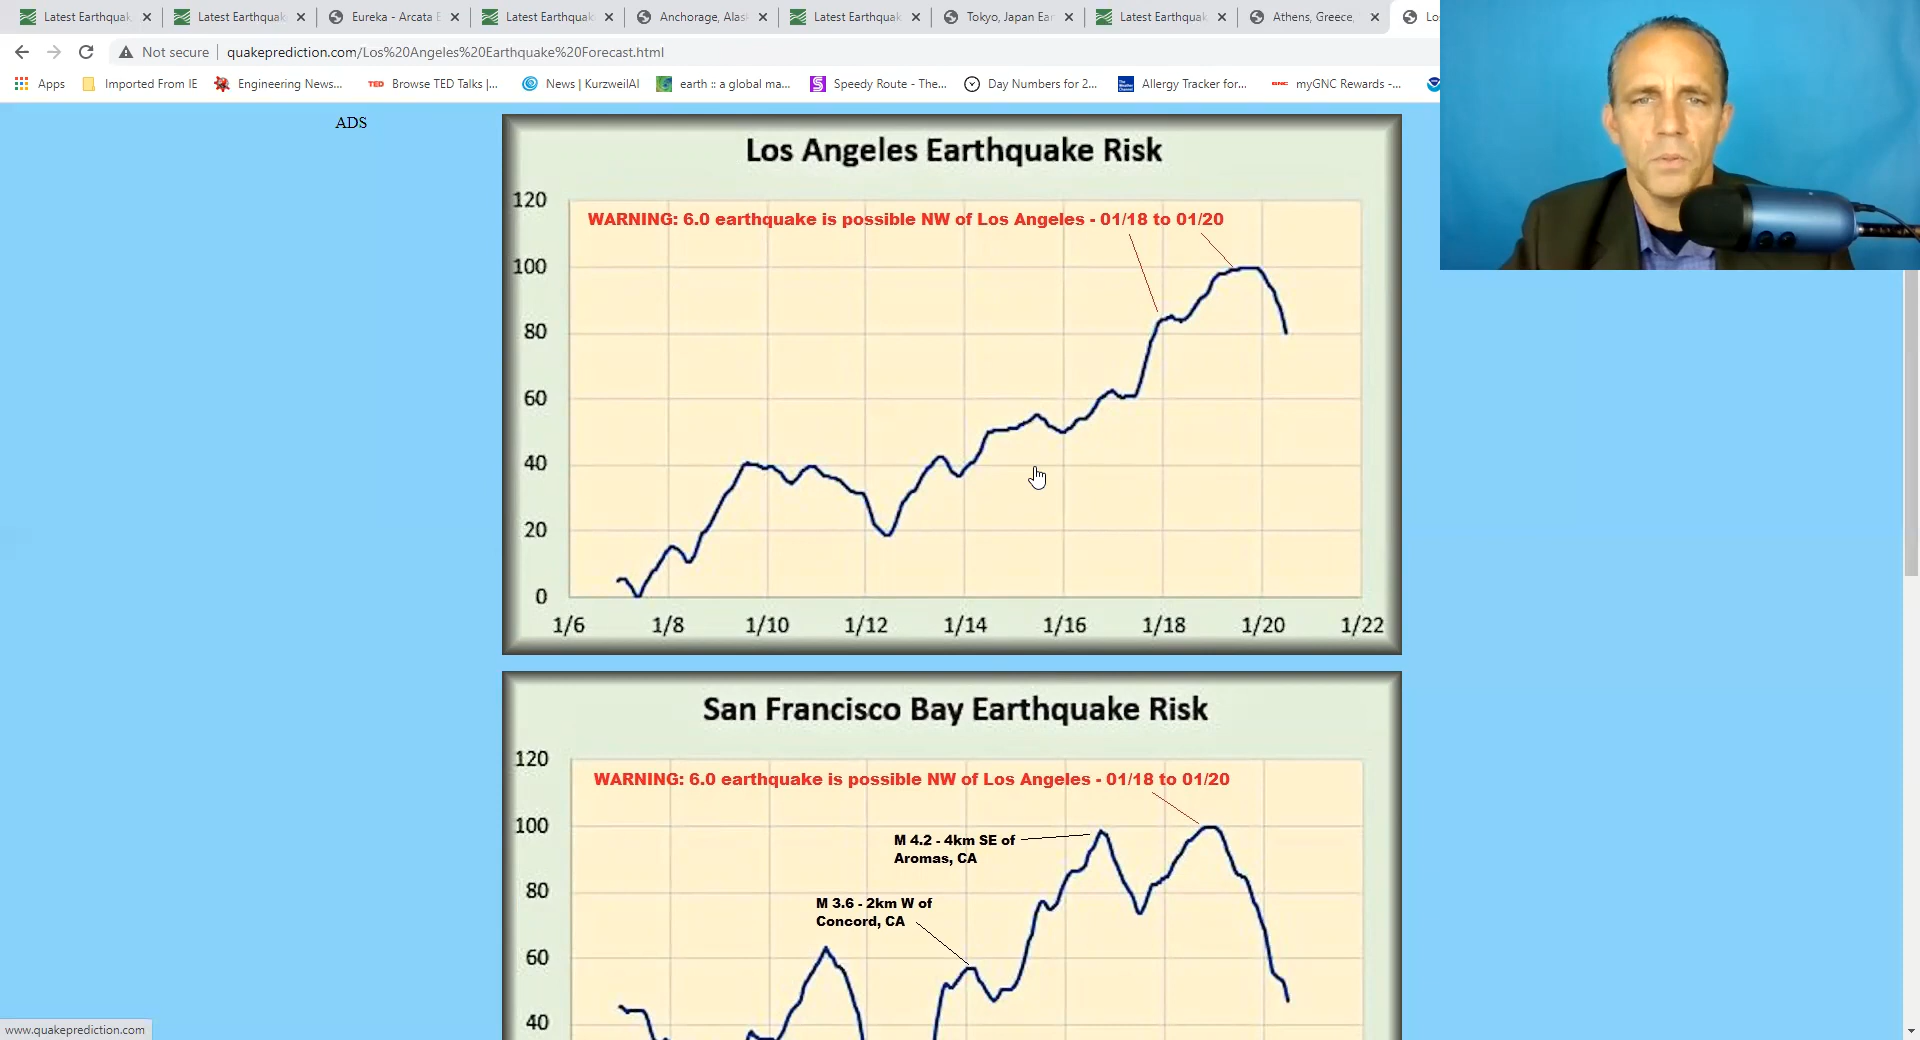 Latest Earthquak
Latest Earthquak
Eureka - Arcata E
Latest Earthquak
Anchorage, Alas
Latest Earthquak
Tokyo, Japan Ear
Latest Earthquak
Athens, Greece,
Los
Not secure
quakeprediction.com/Los%20Angeles%20Earthquake%20Forecast.html
Apps
Imported From IE
Engineering News...
TED
Browse TED Talks |...
News | KurzweilAI
earth :: a global ma...
Speedy Route - The...
Day Numbers for 2...
Allergy Tracker for...
GNC
myGNC Rewards -...
ADS
Los Angeles Earthquake Risk
120
WARNING: 6.0 earthquake is possible NW of Los Angeles - 01/18 to 01/20
100
80
60
40
20
0
1/6 1/8 1/10 1/12 1/14 1/16 1/18 1/20 1/22
San Francisco Bay Earthquake Risk
120
WARNING: 6.0 earthquake is possible NW of Los Angeles - 01/18 to 01/20
100
M 4.2 - 4km SE of
Aromas, CA
80
M 3.6 - 2km W of
Concord, CA
60
40
www.quakeprediction.com